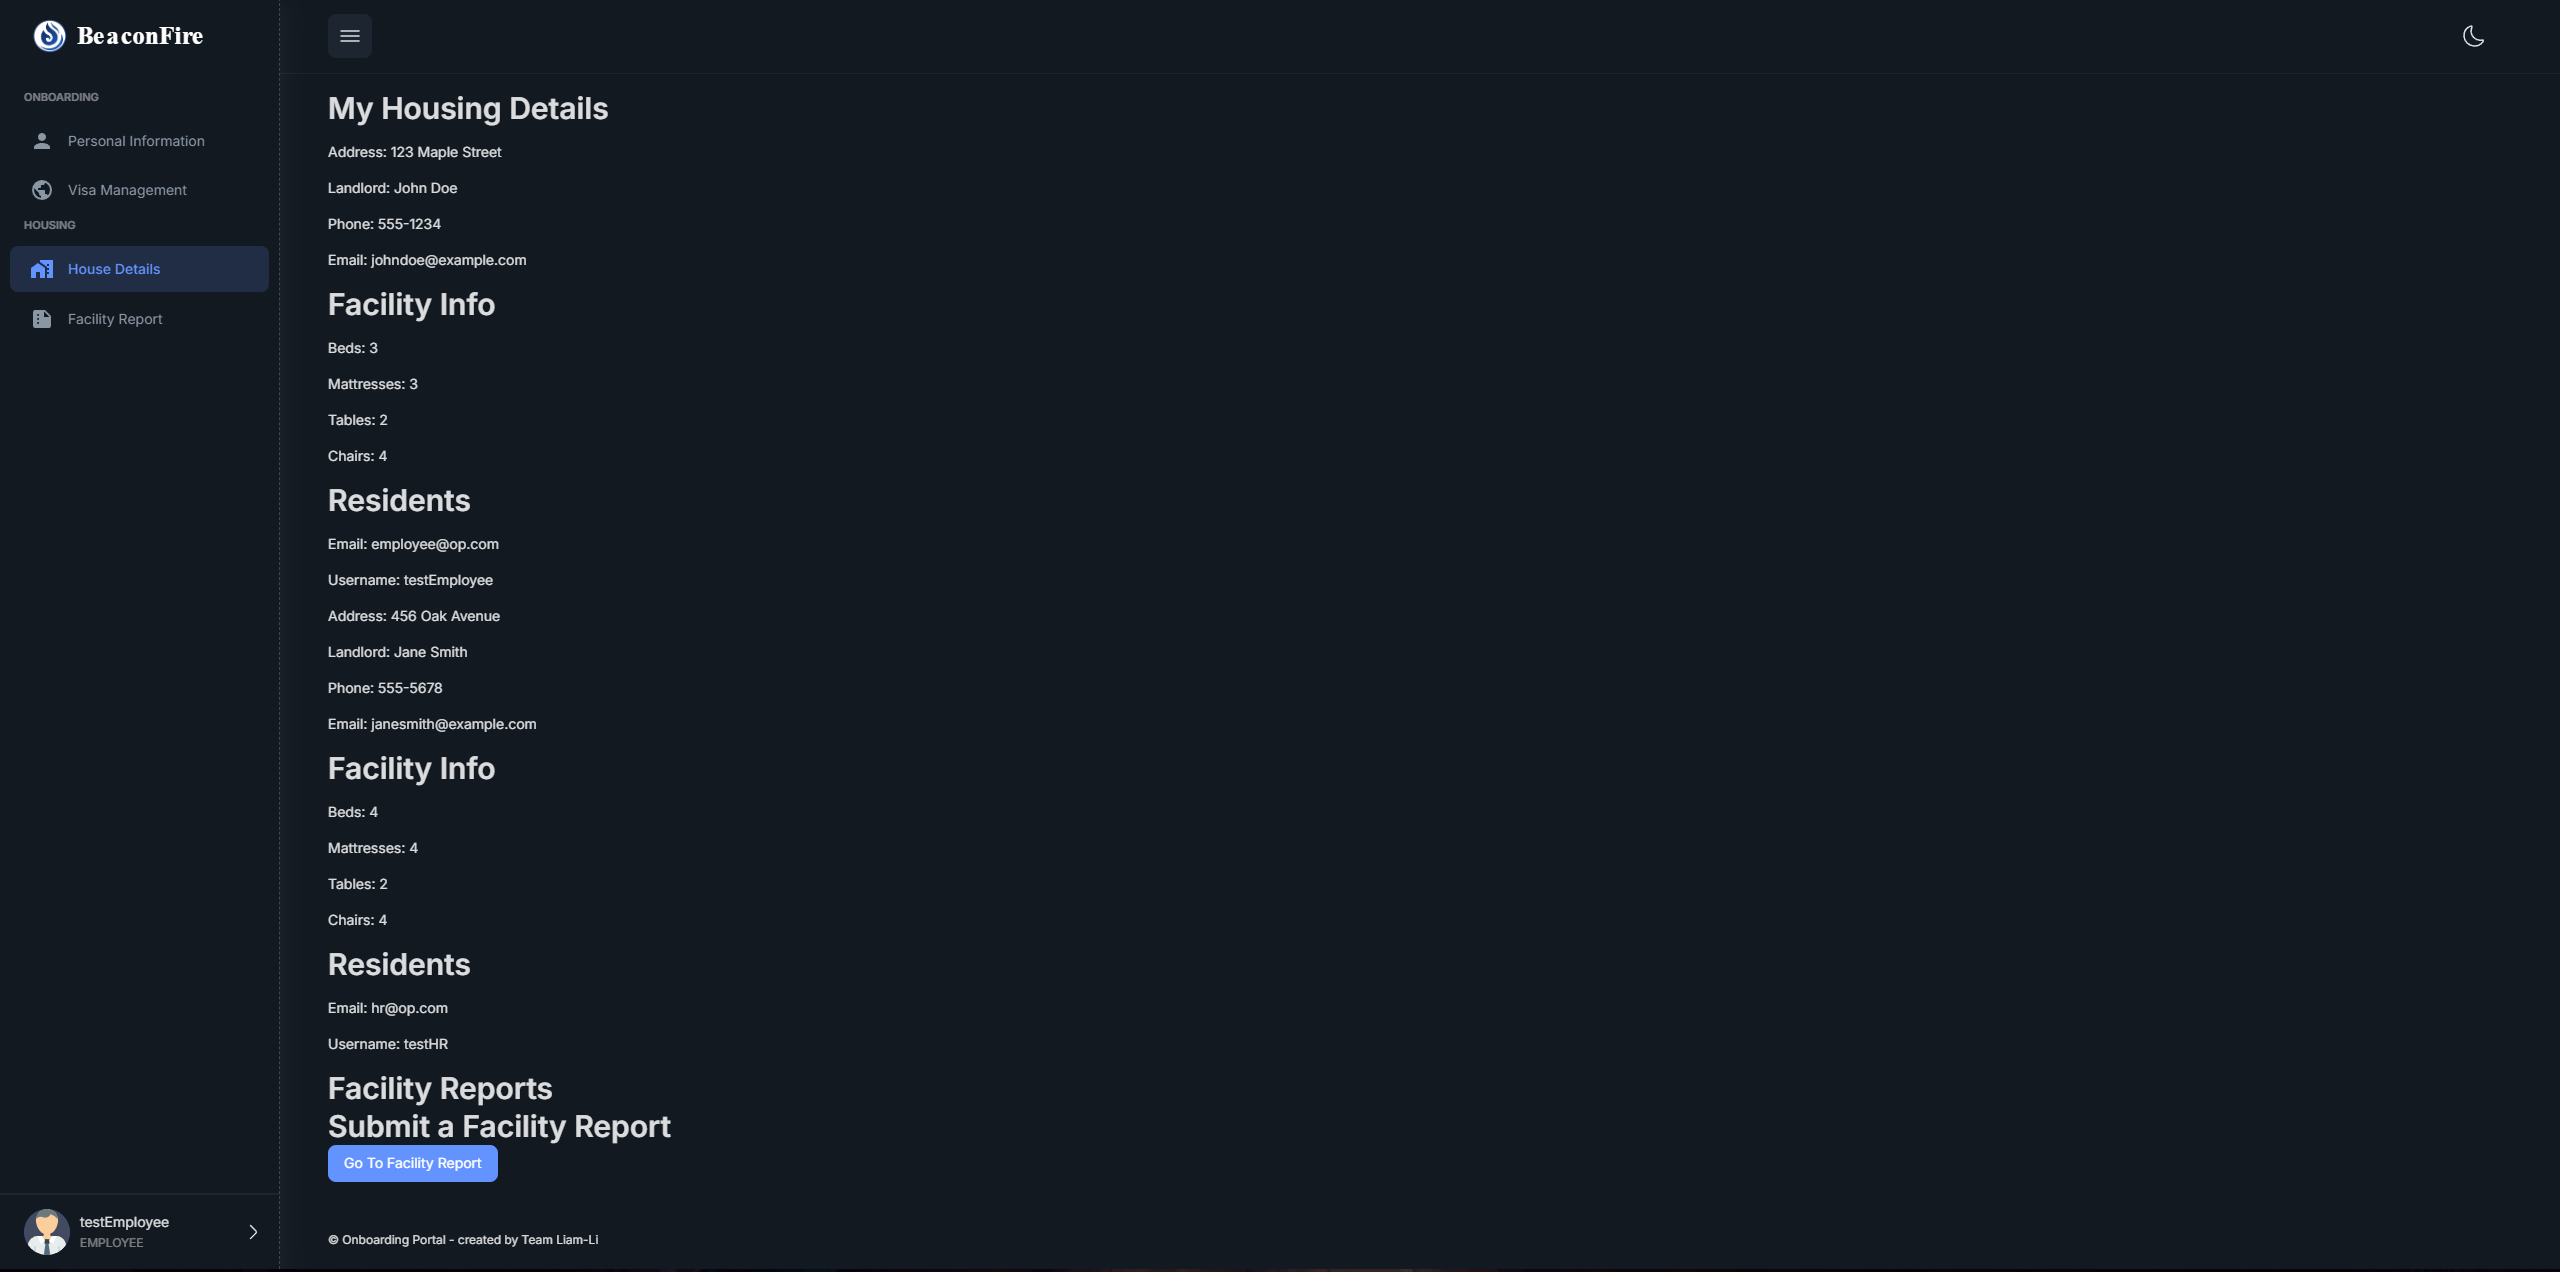 BeaconFire
ONBOARDING
Personal Information
Visa Management
HOUSING
House Details
Facility Report
testEmployee
EMPLOYEE
My Housing Details
Address: 123 Maple Street
Landlord: John Doe
Phone: 555-1234
Email: johndoe@example.com
Facility Info
Beds: 3
Mattresses: 3
Tables: 2
Chairs: 4
Residents
Email: employee@op.com
Username: testEmployee
Address: 456 Oak Avenue
Landlord: Jane Smith
Phone: 555-5678
Email: janesmith@example.com
Facility Info
Beds: 4
Mattresses: 4
Tables: 2
Chairs: 4
Residents
Email: hr@op.com
Username: testHR
Facility Reports
Submit a Facility Report
Go To Facility Report
© Onboarding Portal - created by Team Liam-Li